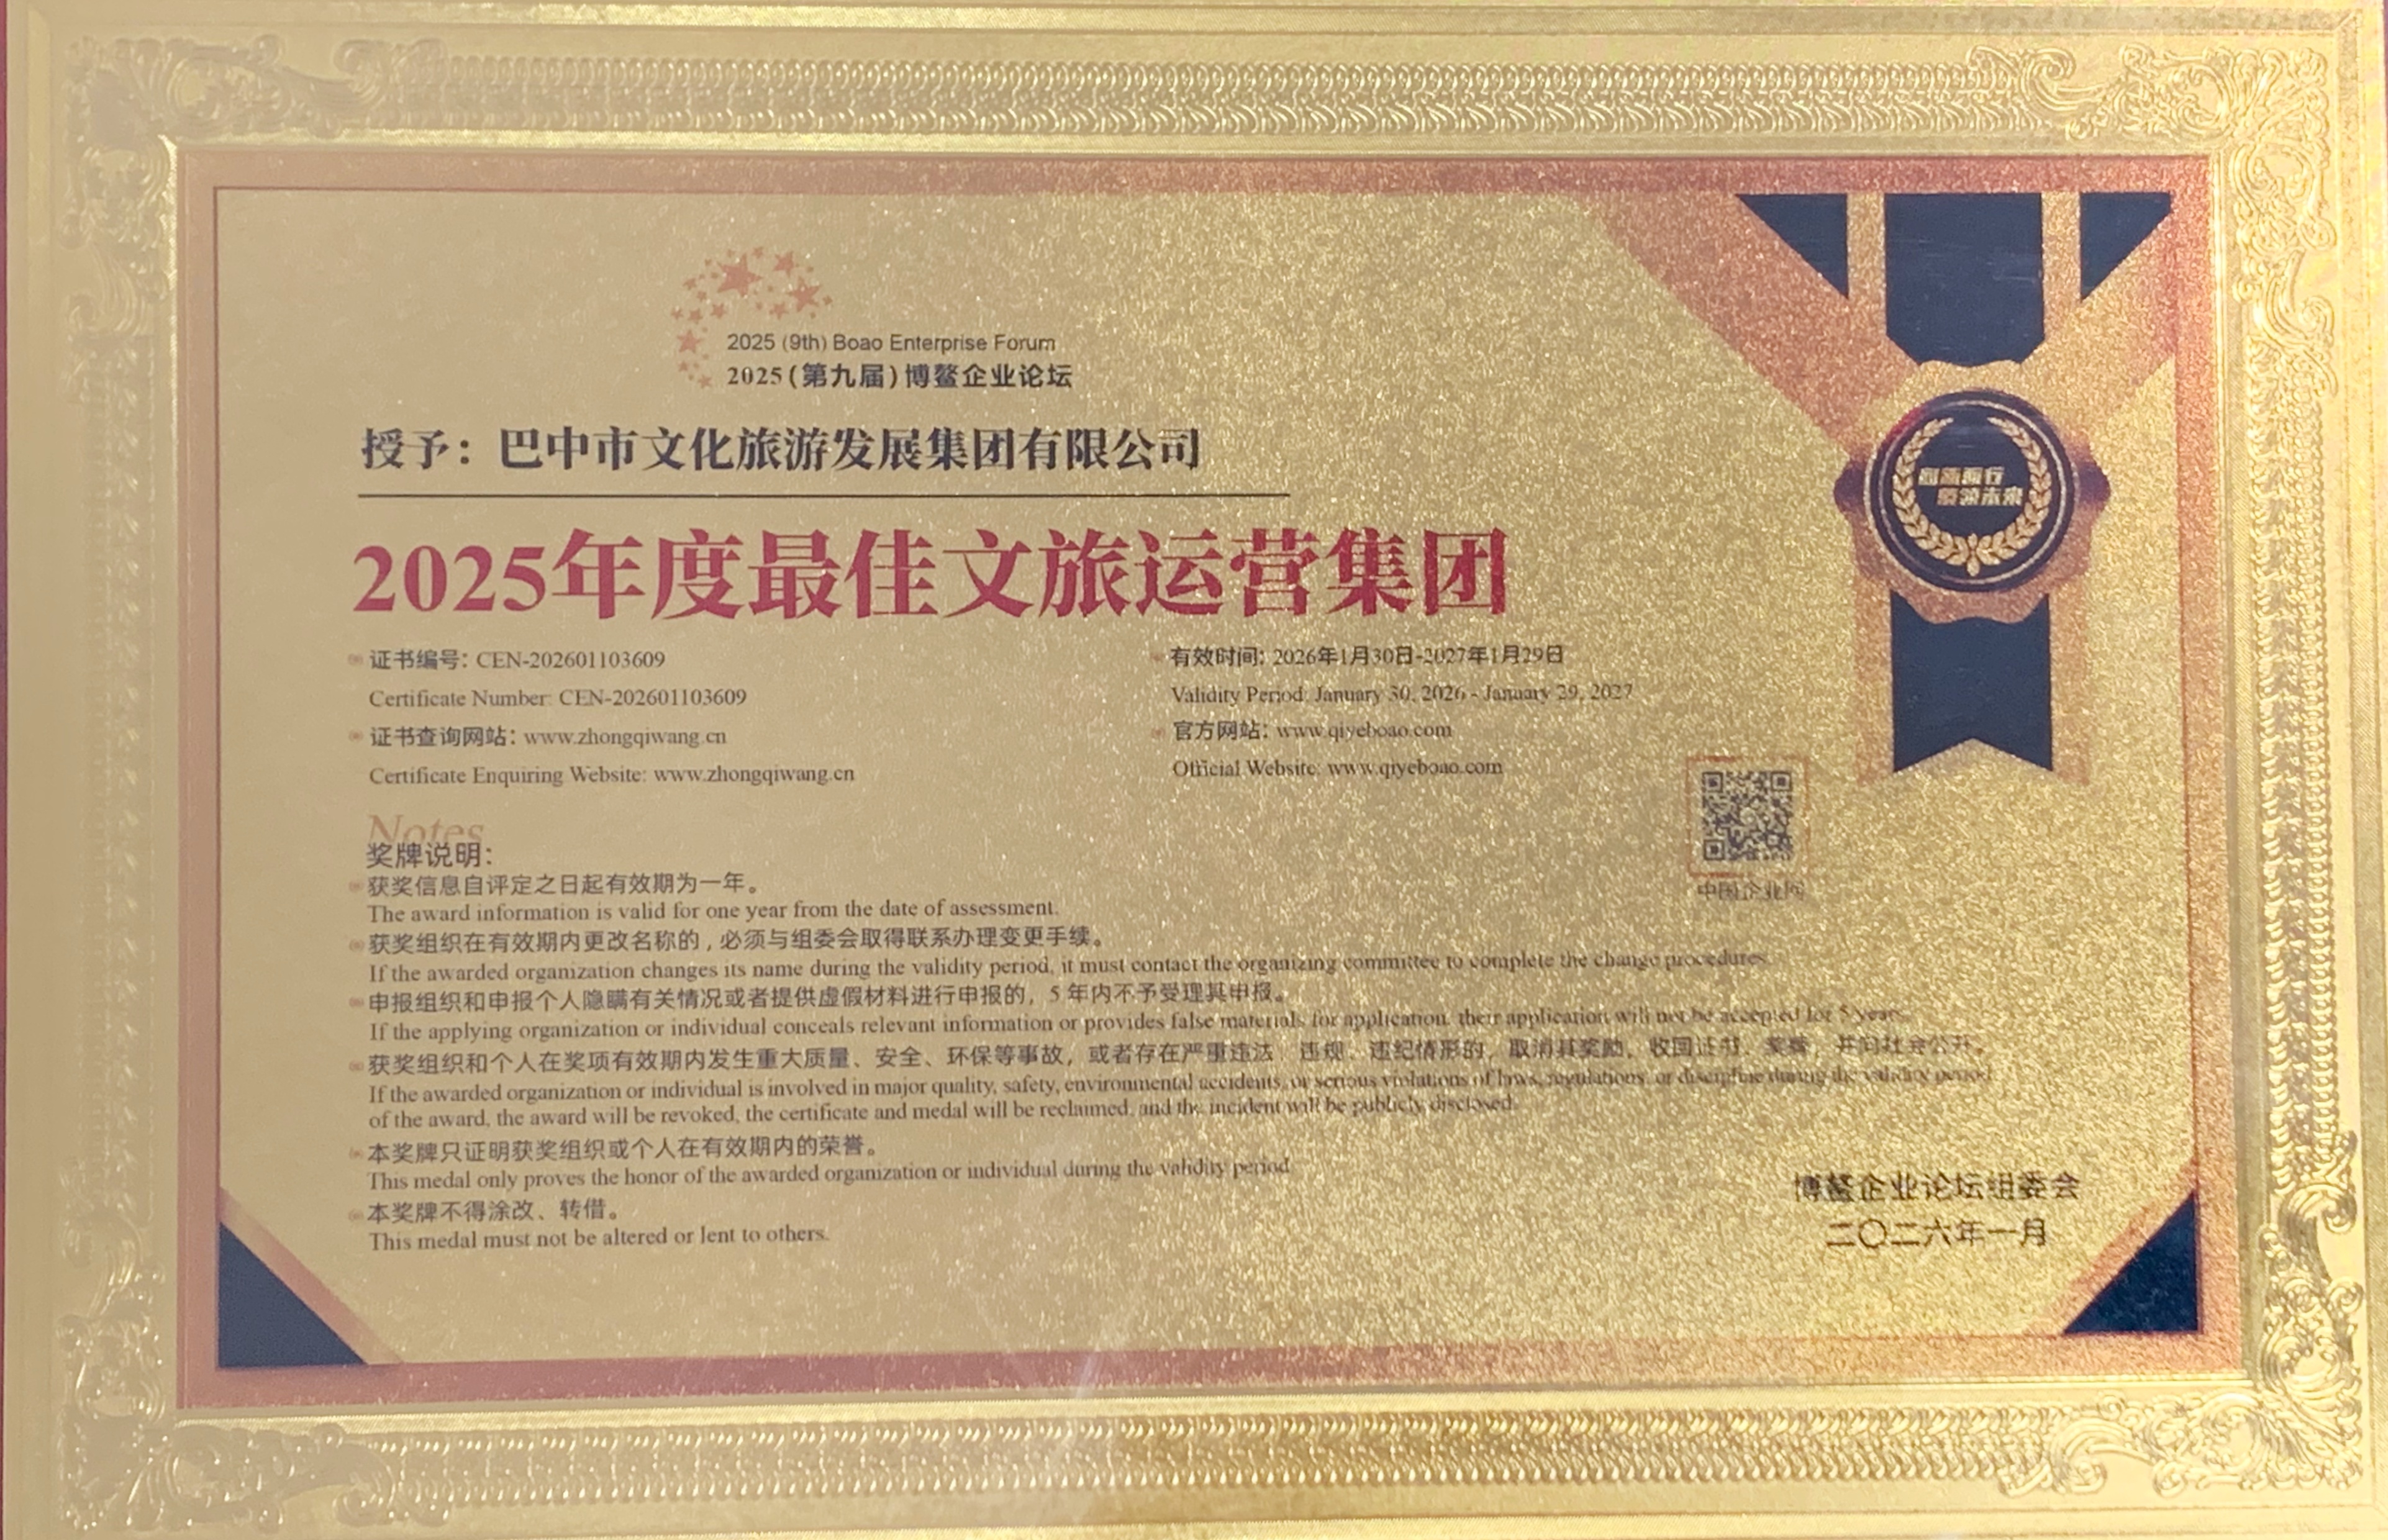 2025 (9th) Boao Enterprise Forum
2025(第九届)博鳌企业论坛
授予：巴中市文化旅游发展集团有限公司
2025年度最佳文旅运营集团
证书编号：CEN-202601103609
Certificate Number: CEN-202601103609
证书查询网站：www.zhongqiwang.cn
Certificate Enquiring Website: www.zhongqiwang.cn
有效时间：2026年1月30日-2027年1月29日
Validity Period: January 30, 2026 - January 29, 2027
官方网站：www.qiyeboao.com
Official Website: www.qiyeboao.com
中国企业网
Notes
奖牌说明：
获奖信息自评定之日起有效期为一年。
The award information is valid for one year from the date of assessment.
获奖组织在有效期内更改名称的，必须与组委会取得联系办理变更手续。
If the awarded organization changes its name during the validity period, it must contact the organizing committee to complete the change procedures.
申报组织和申报个人隐瞒有关情况或者提供虚假材料进行申报的，5 年内不予受理其申报。
If the applying organization or individual conceals relevant information or provides false materials for application, their application will not be accepted for 5 years.
获奖组织和个人在奖项有效期内发生重大质量、安全、环保等事故，或者存在严重违法、违规、违纪情形的，取消其奖励，收回证书、奖牌，并向社会公开。
If the awarded organization or individual is involved in major quality, safety, environmental accidents, or serious violations of laws, regulations, or discipline during the validity period
of the award, the award will be revoked, the certificate and medal will be reclaimed, and the incident will be publicly disclosed.
本奖牌只证明获奖组织或个人在有效期内的荣誉。
This medal only proves the honor of the awarded organization or individual during the validity period
本奖牌不得涂改、转借。
This medal must not be altered or lent to others.
博鳌企业论坛组委会
二〇二六年一月